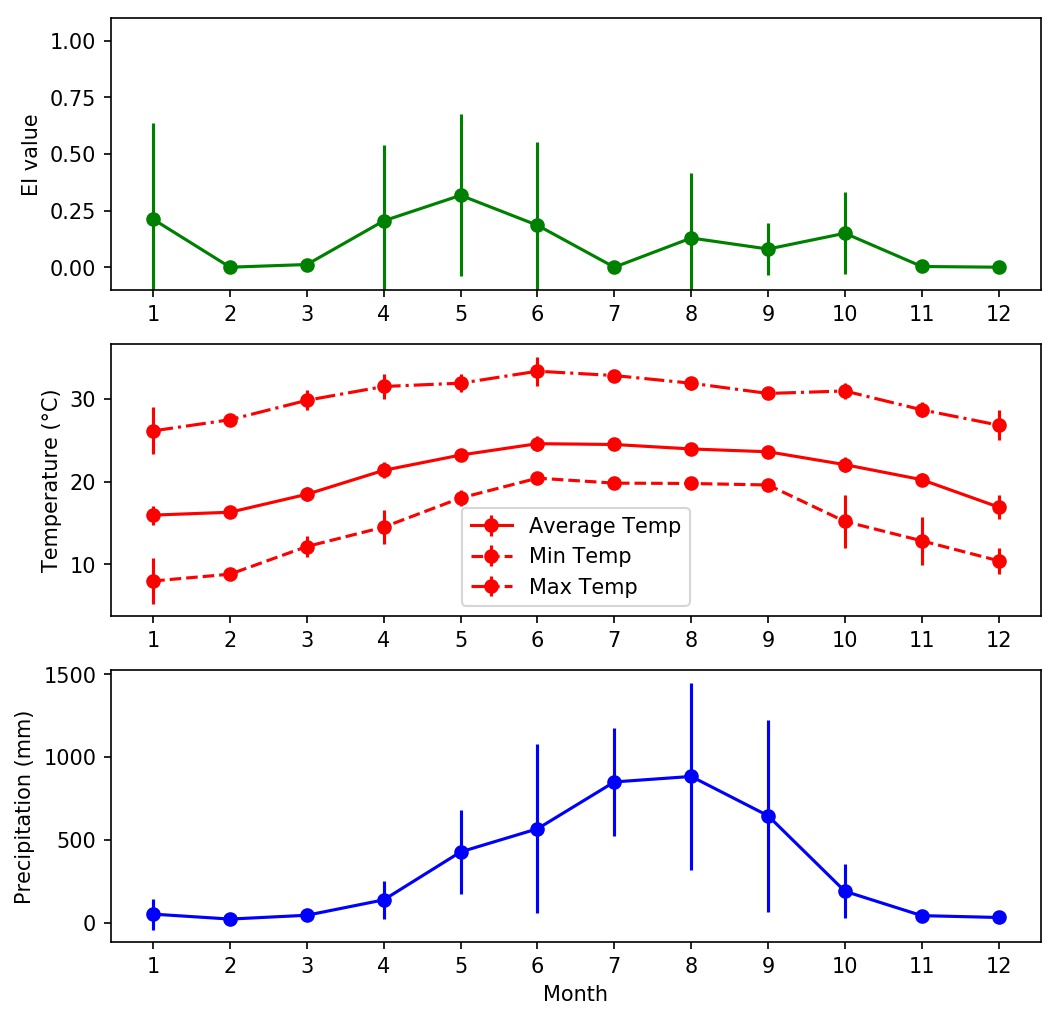 1.00
0.75
0.50
0.25
0.00
EI value
1 2 3 4 5 6 7 8 9 10 11 12
30
20
10
Temperature (°C)
Average Temp
Min Temp
Max Temp
1 2 3 4 5 6 7 8 9 10 11 12
1500
1000
500
0
Precipitation (mm)
1 2 3 4 5 6 7 8 9 10 11 12
Month